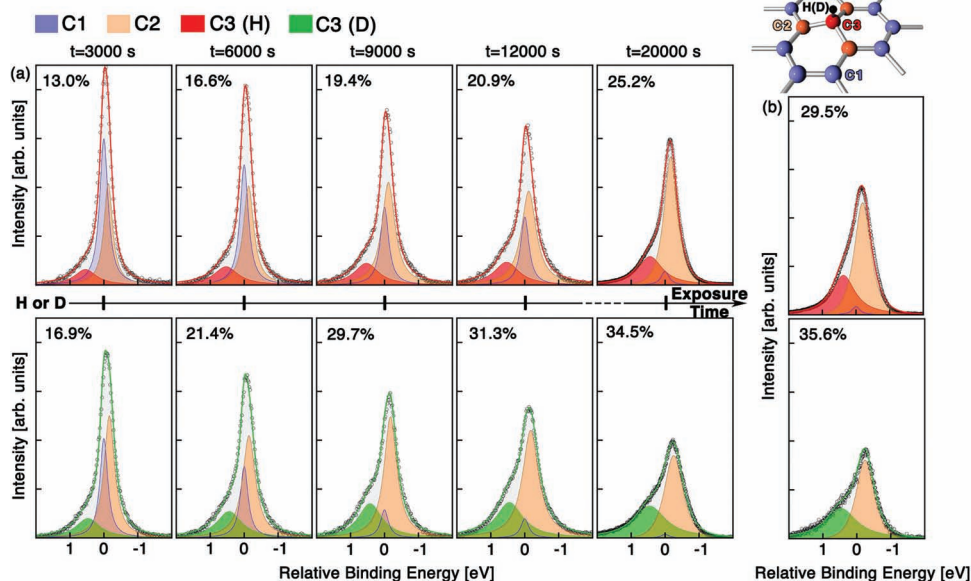 C1 C2 C3 (H) C3 (D)
H(D)
C2 C3
C1
t=3000 s t=6000 s t=9000 s t=12000 s t=20000 s
(a) 13.0% 16.6% 19.4% 20.9% 25.2%
(b) 29.5%
Intensity [arb. units]
Intensity [arb. units]
H or D Exposure
Time
16.9% 21.4% 29.7% 31.3% 34.5%
35.6%
Intensity [arb. units]
1 0 -1 1 0 -1 1 0 -1 1 0 -1 1 0 -1 1 0 -1
Relative Binding Energy [eV] Relative Binding Energy [eV]